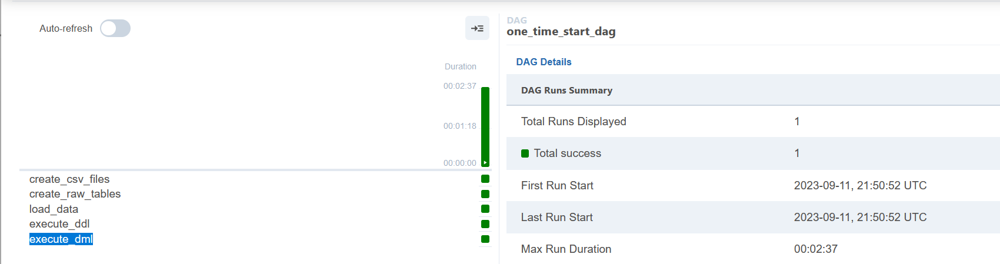 Auto-refresh
Duration
00:02:37
00:01:18
00:00:00
create_csv_files
create_raw_tables
load_data
execute_ddl
execute_dml
DAG
one_time_start_dag
DAG Details
DAG Runs Summary
Total Runs Displayed 1
Total success 1
First Run Start 2023-09-11, 21:50:52 UTC
Last Run Start 2023-09-11, 21:50:52 UTC
Max Run Duration 00:02:37